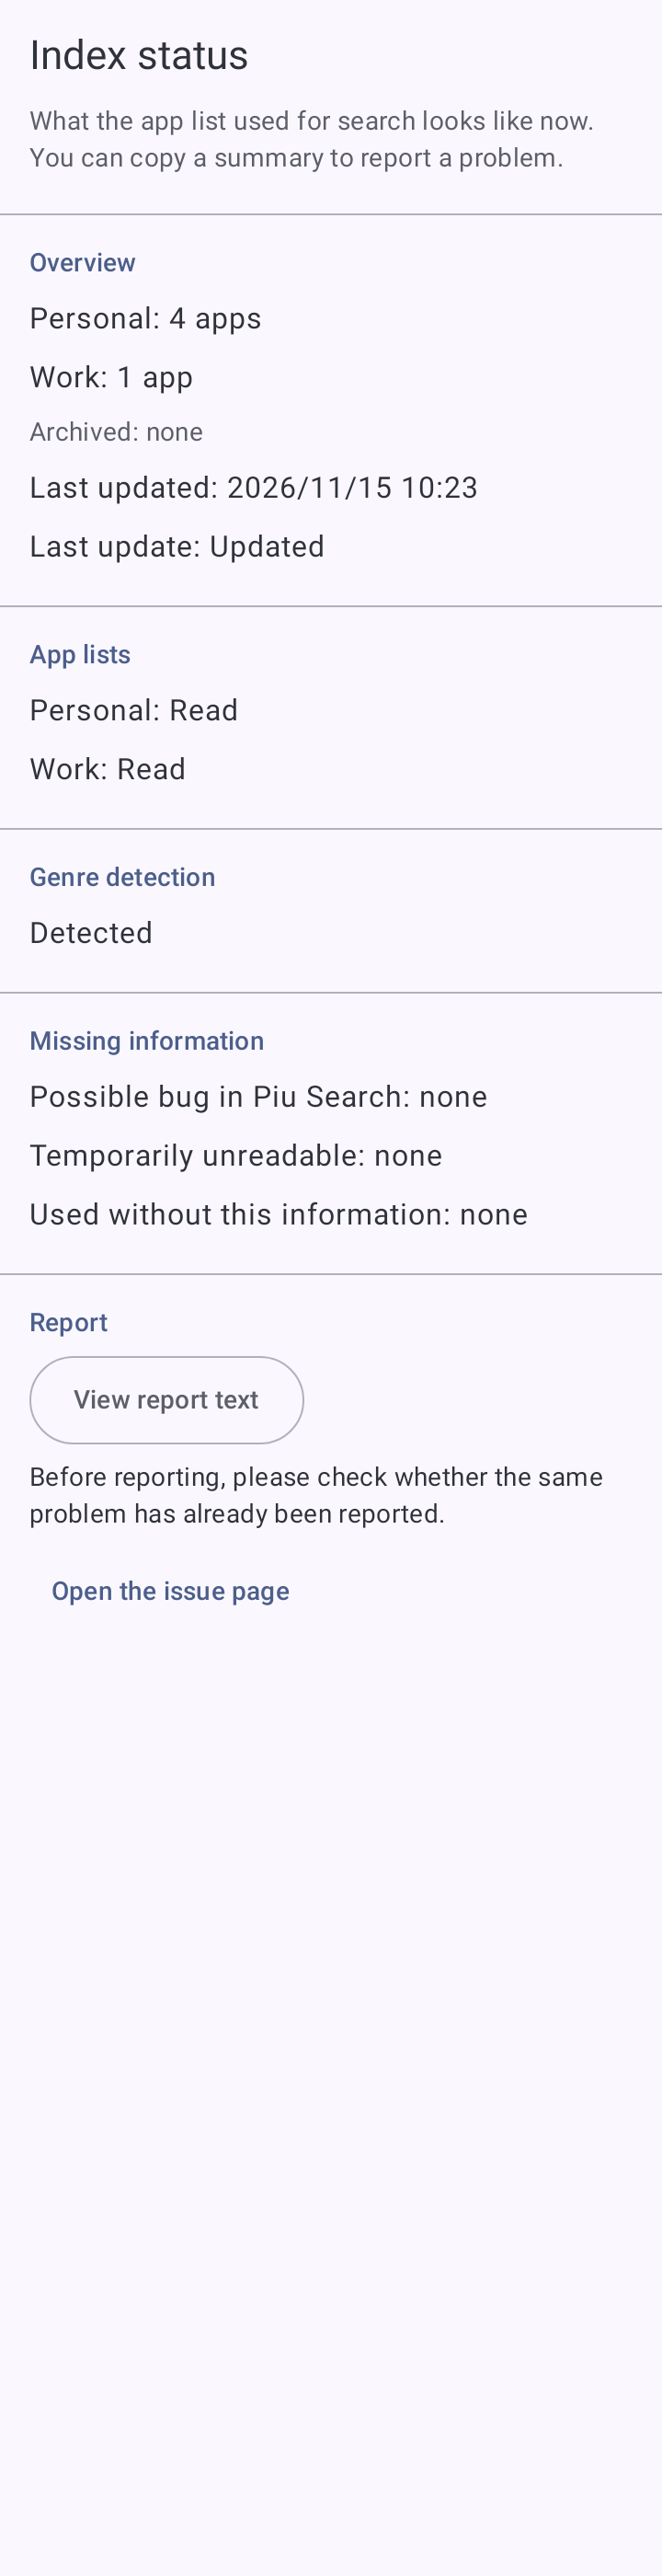 Index status
What the app list used for search looks like now.
You can copy a summary to report a problem.
Overview
Personal: 4 apps
Work: 1 app
Archived: none
Last updated: 2026/11/15 10:23
Last update: Updated
App lists
Personal: Read
Work: Read
Genre detection
Detected
Missing information
Possible bug in Piu Search: none
Temporarily unreadable: none
Used without this information: none
Report
View report text
Before reporting, please check whether the same
problem has already been reported.
Open the issue page